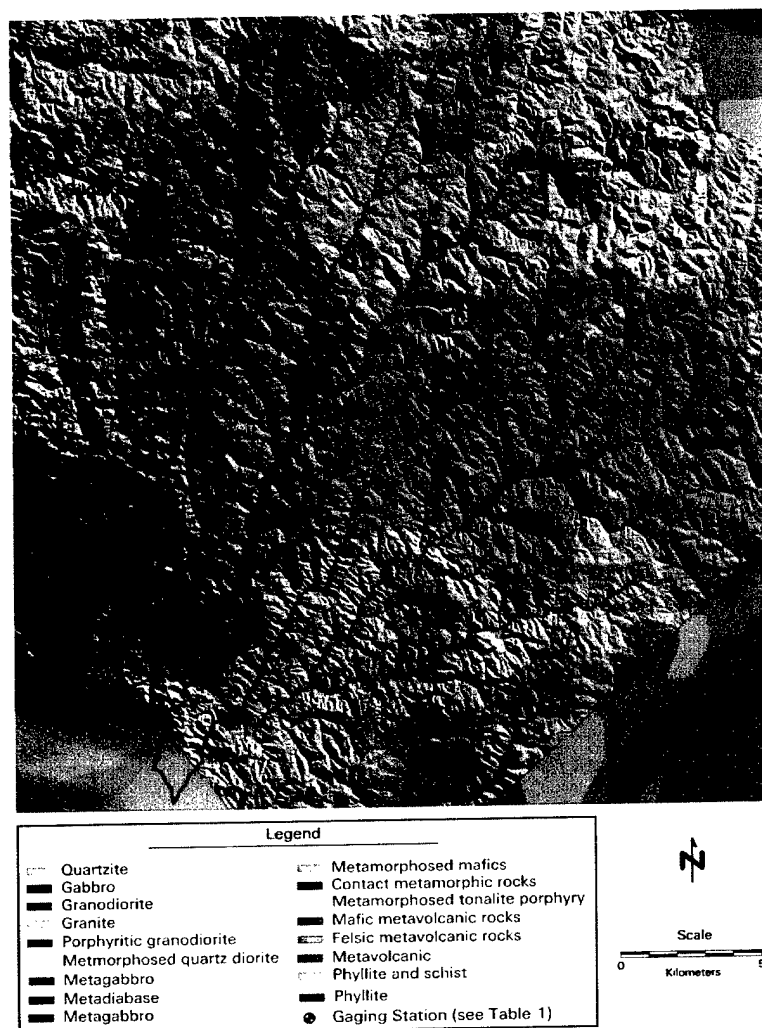 Legend
Quartzite
Gabbro
Granodiorite
Granite
Porphyritic granodiorite
Metmorphosed quartz diorite
Metagabbro
Metadiabase
Metagabbro
Metamorphosed mafics
Contact metamorphic rocks
Metamorphosed tonalite porphyry
Mafic metavolcanic rocks
Felsic metavolcanic rocks
Metavolcanic
Phyllite and schist
Phyllite
Gaging Station (see Table 1)
N
Scale
0 5
Kilometers